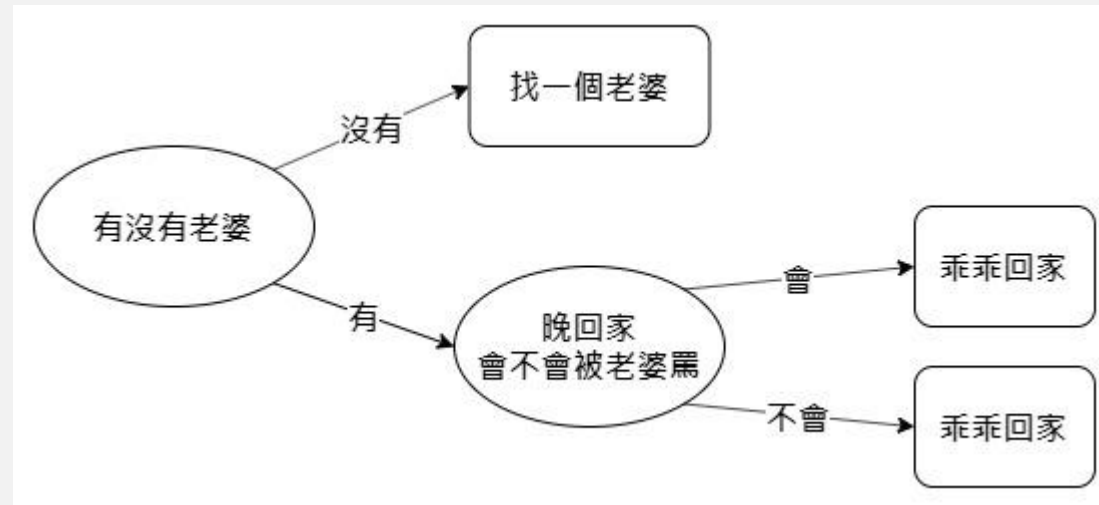 找一個老婆
沒有
有沒有老婆
有
晚回家
會不會被老婆罵
會
乖乖回家
不會
乖乖回家